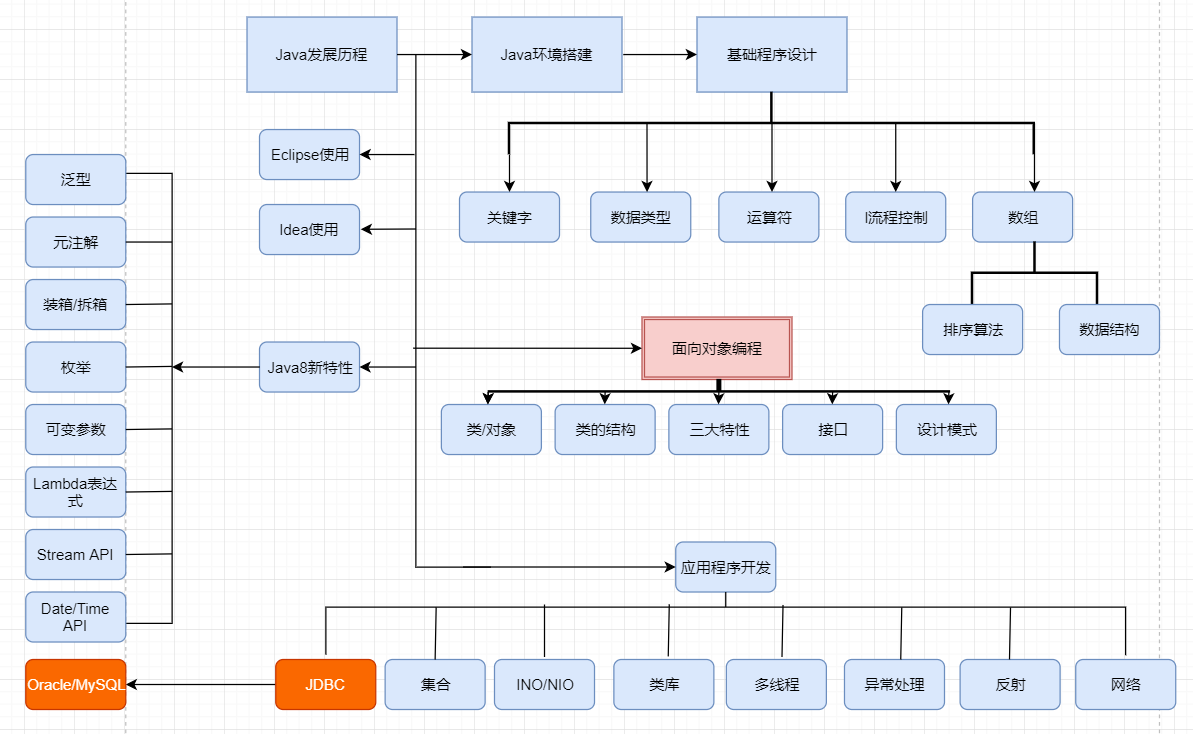 Java发展历程
Java环境搭建
基础程序设计
Eclipse使用
Idea使用
关键字
数据类型
运算符
I流程控制
数组
排序算法
数据结构
泛型
元注解
装箱/拆箱
枚举
可变参数
Lambda表达
式
Stream API
Date/Time
API
Java8新特性
面向对象编程
类/对象
类的结构
三大特性
接口
设计模式
应用程序开发
Oracle/MySQL
JDBC
集合
INO/NIO
类库
多线程
异常处理
反射
网络